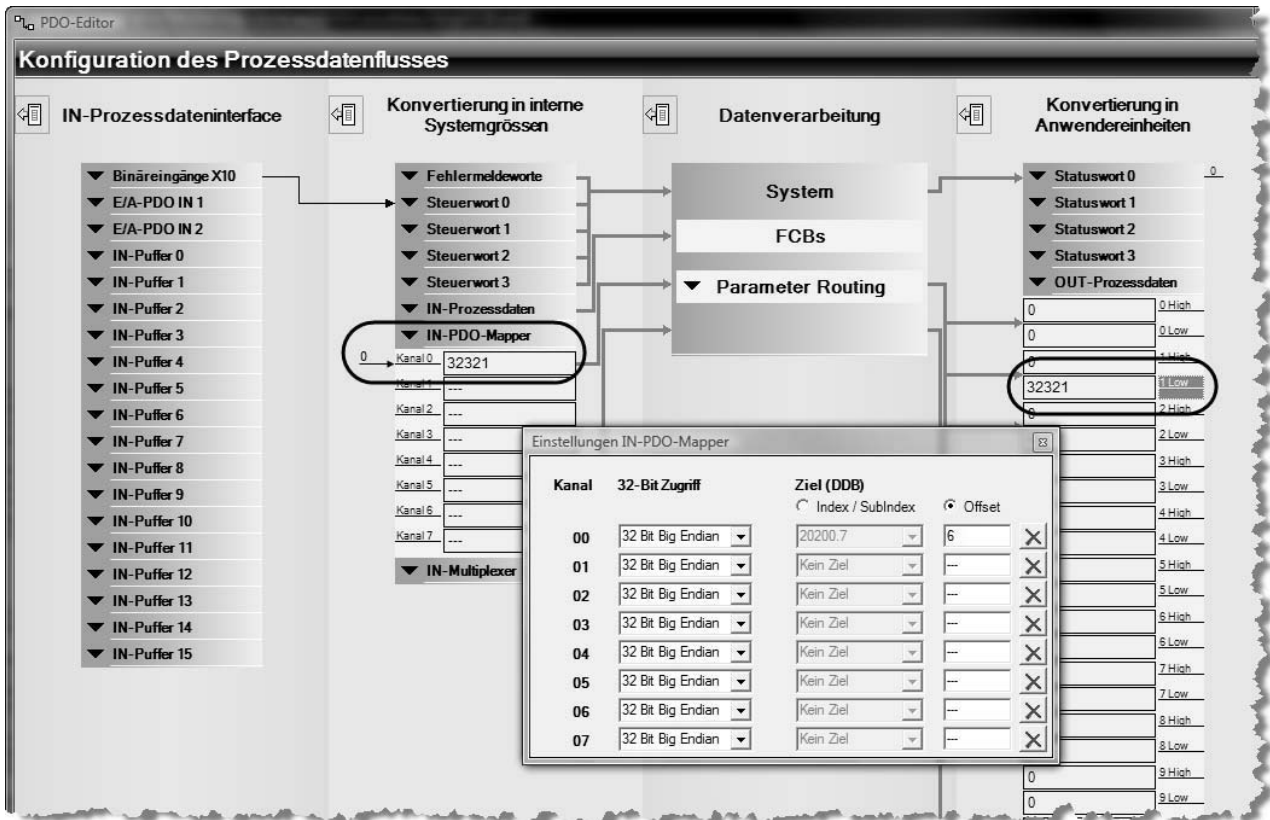 PDO-Editor
Konfiguration des Prozessdatenflusses
IN-Prozessdateninterface
Binäreingänge X10
E/A-PDO IN 1
E/A-PDO IN 2
IN-Puffer 0
IN-Puffer 1
IN-Puffer 2
IN-Puffer 3
IN-Puffer 4
IN-Puffer 5
IN-Puffer 6
IN-Puffer 7
IN-Puffer 8
IN-Puffer 9
IN-Puffer 10
IN-Puffer 11
IN-Puffer 12
IN-Puffer 13
IN-Puffer 14
IN-Puffer 15
Konvertierung in interne
Systemgrössen
Fehlermeldeworte
Steuerwort 0
Steuerwort 1
Steuerwort 2
Steuerwort 3
IN-Prozessdaten
IN-PDO-Mapper
0 Kanal 0 32321
Kanal 1 ---
Kanal 2 ---
Kanal 3 ---
Kanal 4 ---
Kanal 5 ---
Kanal 6 ---
Kanal 7 ---
IN-Multiplexer
Datenverarbeitung
System
FCBs
Parameter Routing
Konvertierung in
Anwendereinheiten
Statuswort 0 0
Statuswort 1
Statuswort 2
Statuswort 3
OUT-Prozessdaten
0 0 High
0 0 Low
0 1 High
32321 1 Low
0 2 High
2 Low
3 High
3 Low
4 High
4 Low
5 High
5 Low
6 High
6 Low
7 High
7 Low
8 High
8 Low
0 9 High
0 9 Low
Einstellungen IN-PDO-Mapper
Kanal 32-Bit Zugriff Ziel (DDB)
Index / SubIndex Offset
00 32 Bit Big Endian 20200.7 6
01 32 Bit Big Endian Kein Ziel ---
02 32 Bit Big Endian Kein Ziel ---
03 32 Bit Big Endian Kein Ziel ---
04 32 Bit Big Endian Kein Ziel ---
05 32 Bit Big Endian Kein Ziel ---
06 32 Bit Big Endian Kein Ziel ---
07 32 Bit Big Endian Kein Ziel ---